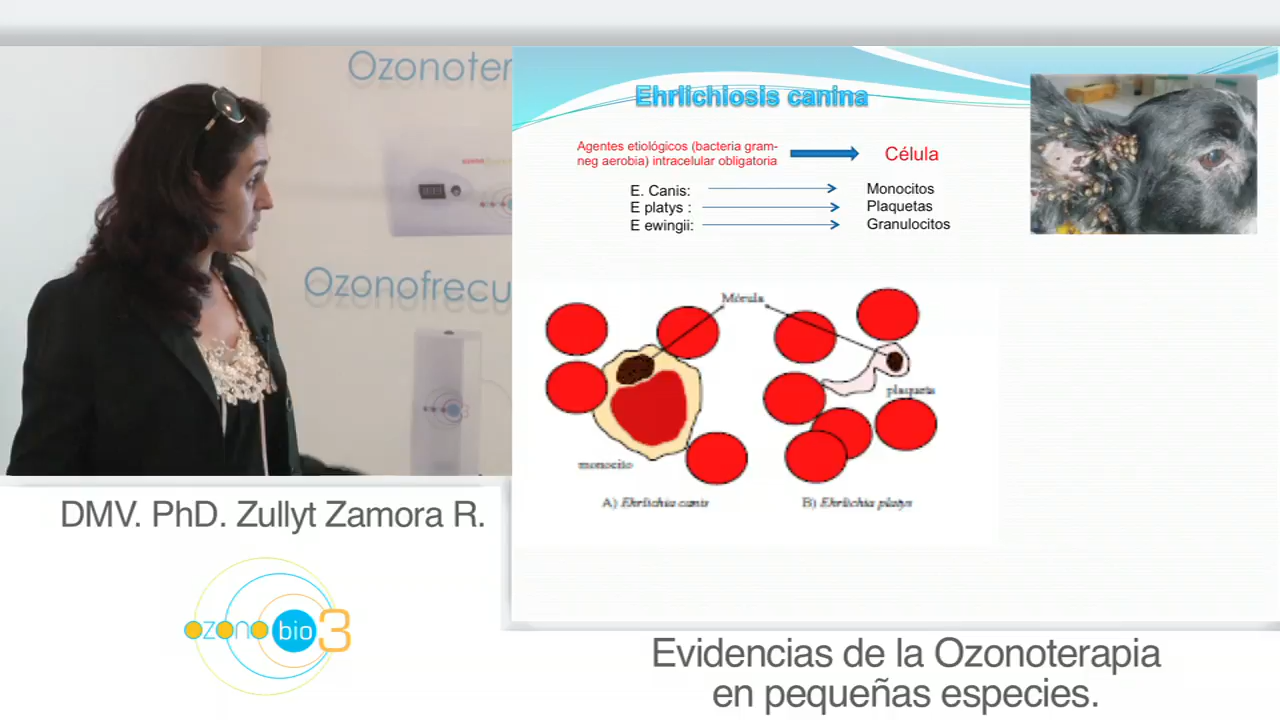 Ozonoter
Ozonofrecu
Ehrlichiosis canina
Agentes etiológicos (bacteria gram-
neg aerobia) intracelular obligatoria
Célula
E. Canis:
Monocitos
E platys :
Plaquetas
E ewingii:
Granulocitos
Mórula
plaqueta
monocito
A) Ehrlichia canis
B) Ehrlichia platys
DMV. PhD. Zullyt Zamora R.
ozono bio 3
Evidencias de la Ozonoterapia
en pequeñas especies.